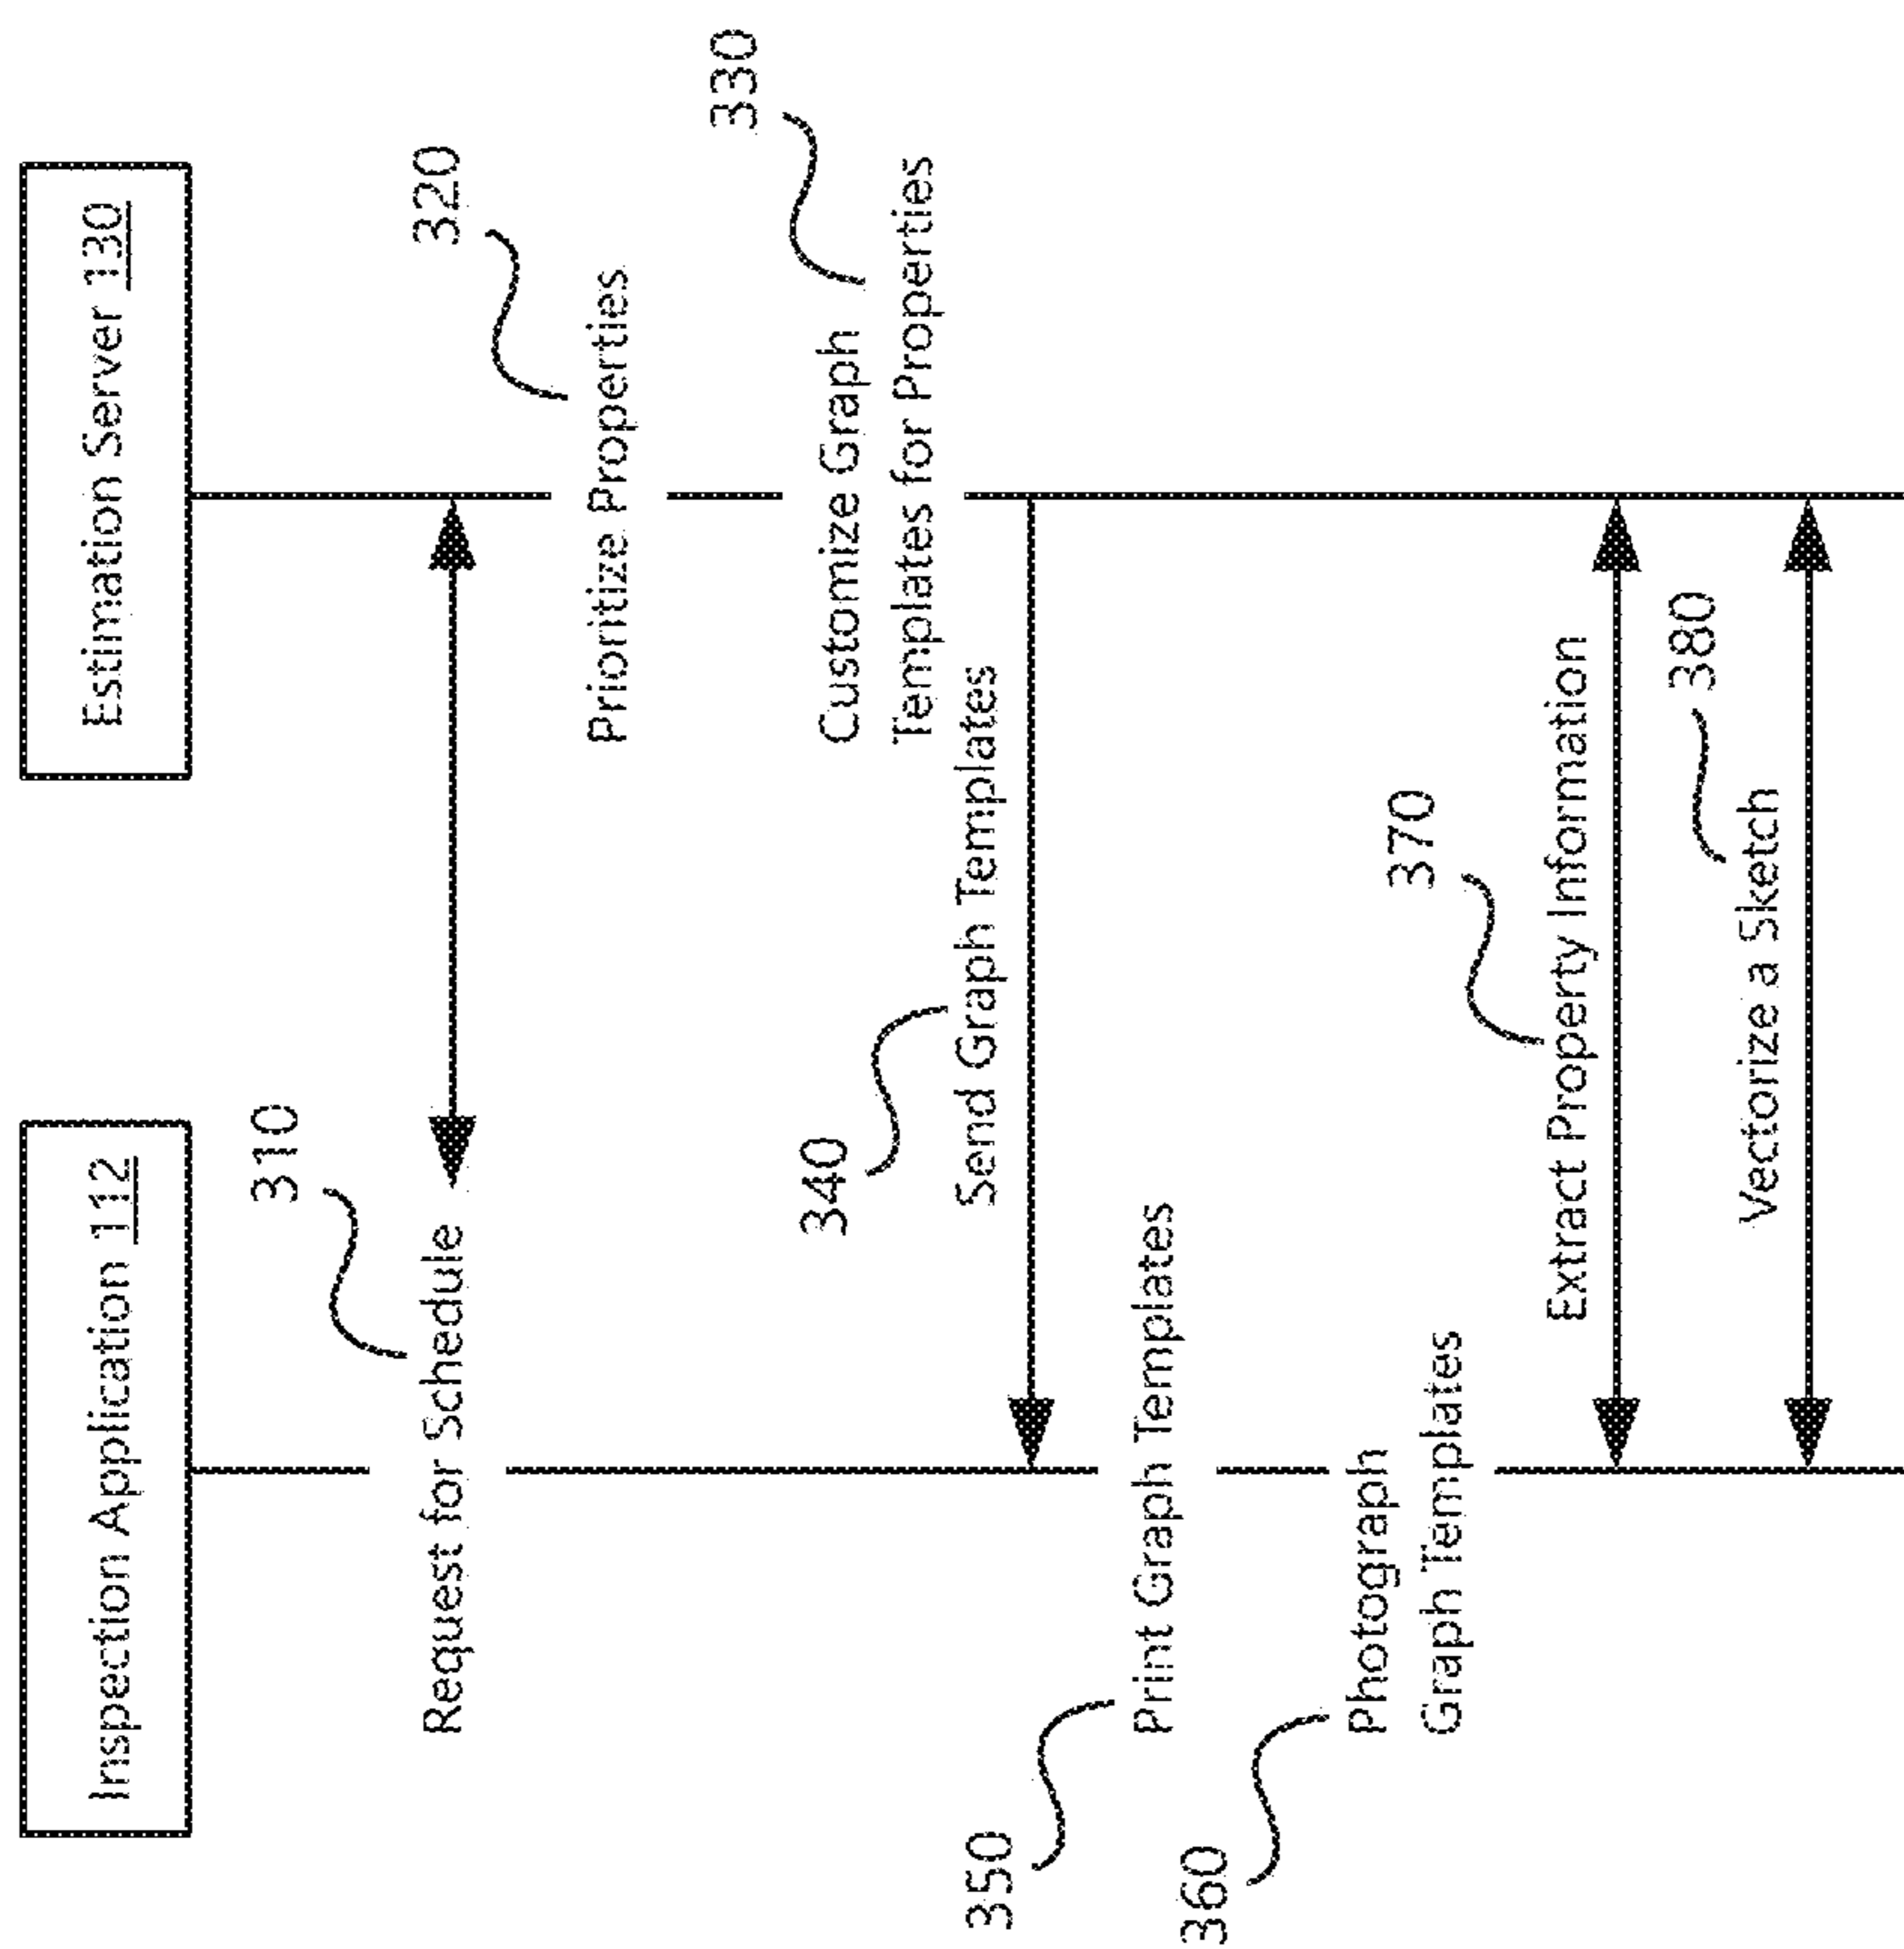 Inspection Application 112
Estimation Server 130
310
Request for Schedule
320
Prioritize Properties
330
Customize Graph
Templates for Properties
340
Send Graph Templates
350
Print Graph Templates
360
Photograph
Graph Templates
370
Extract Property Information
380
Vectorize a Sketch